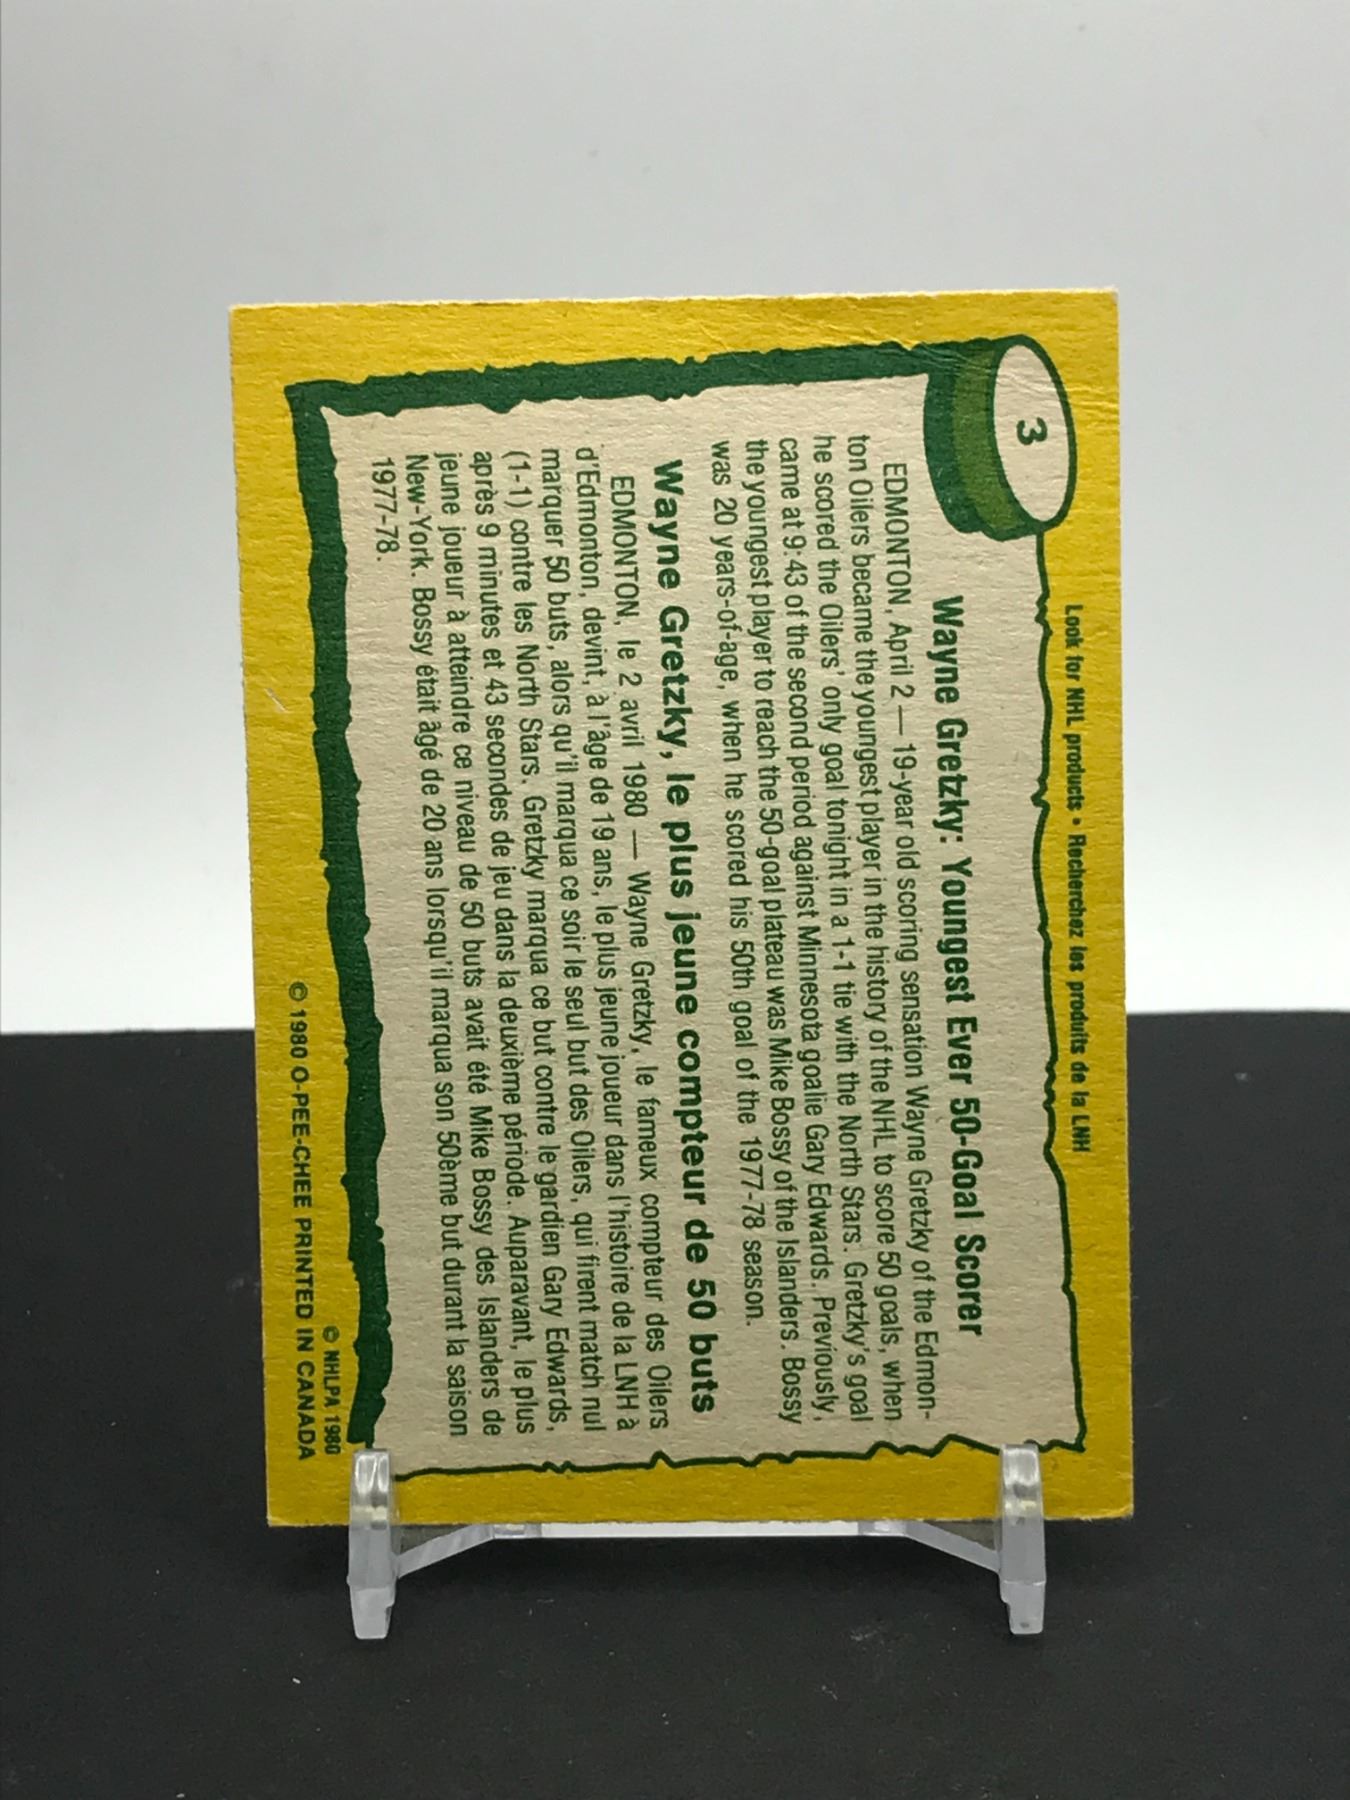 3
Look for NHL products • Recherchez les produits de la LNH
Wayne Gretzky: Youngest Ever 50-Goal Scorer
EDMONTON, April 2 — 19-year old scoring sensation Wayne Gretzky of the Edmon-
ton Oilers became the youngest player in the history of the NHL to score 50 goals, when
he scored the Oilers' only goal tonight in a 1-1 tie with the North Stars. Gretzky's goal
came at 9:43 of the second period against Minnesota goalie Gary Edwards. Previously,
the youngest player to reach the 50-goal plateau was Mike Bossy of the Islanders. Bossy
was 20 years-of-age, when he scored his 50th goal of the 1977-78 season.
Wayne Gretzky, le plus jeune compteur de 50 buts
EDMONTON, le 2 avril 1980 — Wayne Gretzky, le fameux compteur des Oilers
d'Edmonton, devint, à l'âge de 19 ans, le plus jeune joueur dans l'histoire de la LNH à
marquer 50 buts, alors qu'il marqua ce soir le seul but des Oilers, qui firent match nul
(1-1) contre les North Stars. Gretzky marqua ce but contre le gardien Gary Edwards,
après 9 minutes et 43 secondes de jeu dans la deuxième période. Auparavant, le plus
jeune joueur à atteindre ce niveau de 50 buts avait été Mike Bossy des Islanders de
New-York. Bossy était âgé de 20 ans lorsqu'il marqua son 50ème but durant la saison
1977-78.
© NHLPA 1980
© 1980 O-PEE-CHEE PRINTED IN CANADA